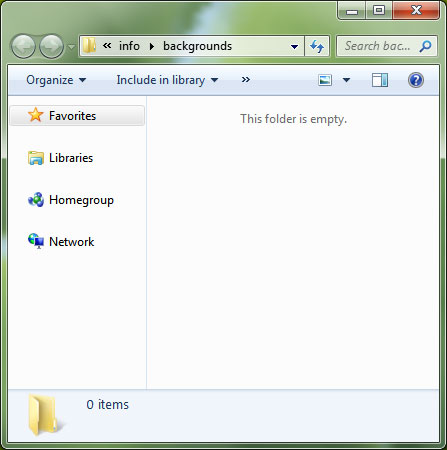 « info backgrounds
Search bac...
Organize Include in library »
This folder is empty.
Favorites
Libraries
Homegroup
Network
0 items